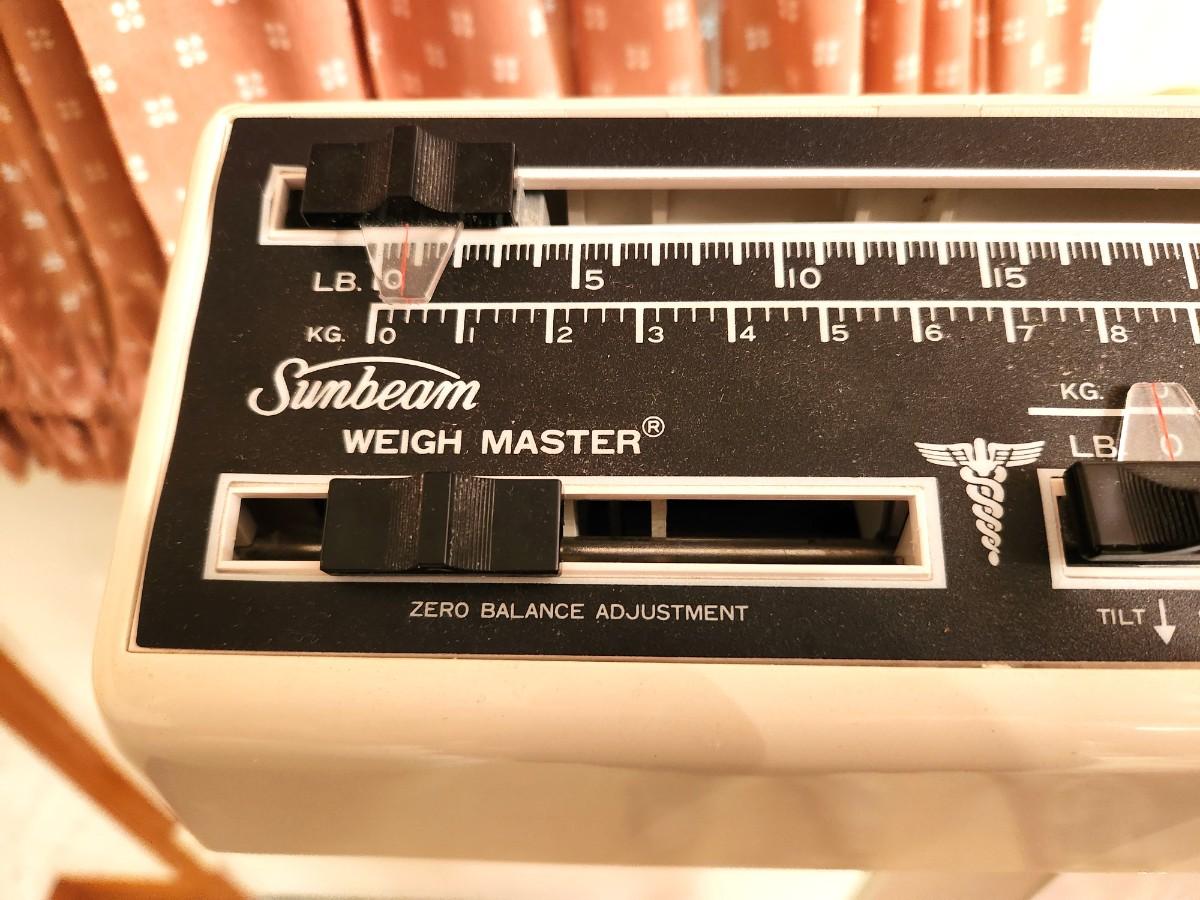 LB. 0 5 10 15
KG. 0 1 2 3 4 5 6 7 8
Sunbeam
WEIGH MASTER®
KG. 0
LB. 0
ZERO BALANCE ADJUSTMENT
TILT ↓